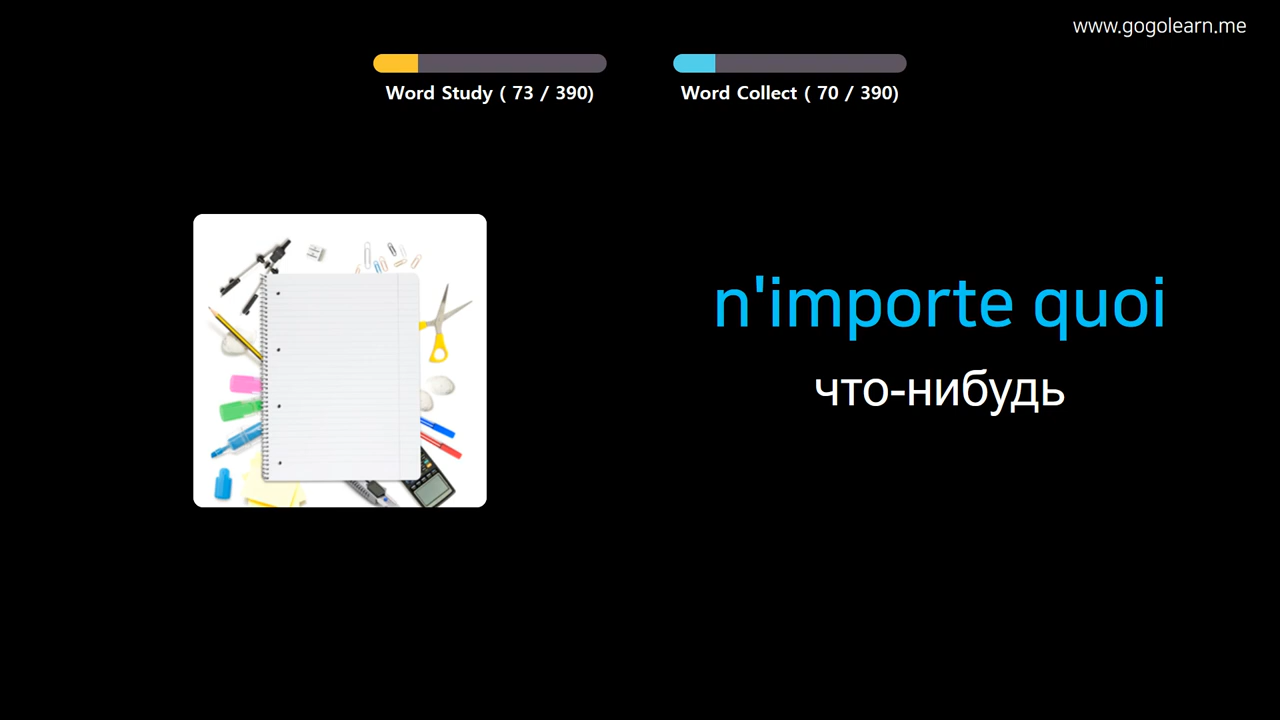 www.gogolearn.me
Word Study ( 73 / 390)
Word Collect ( 70 / 390)
n'importe quoi
что-нибудь